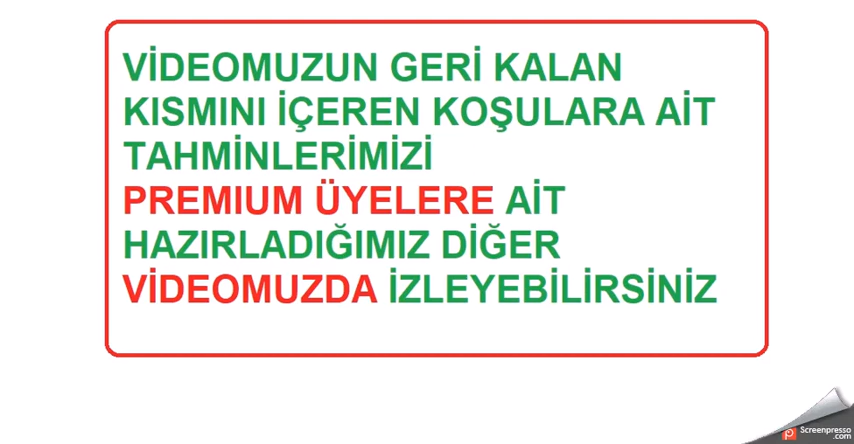 VİDEOMUZUN GERİ KALAN
KISMINI İÇEREN KOŞULARA AİT
TAHMİNLERİMİZİ
PREMIUM ÜYELERE AİT
HAZIRLADIĞIMIZ DİĞER
VİDEOMUZDA İZLEYEBİLİRSİNİZ
Screenpresso
.com